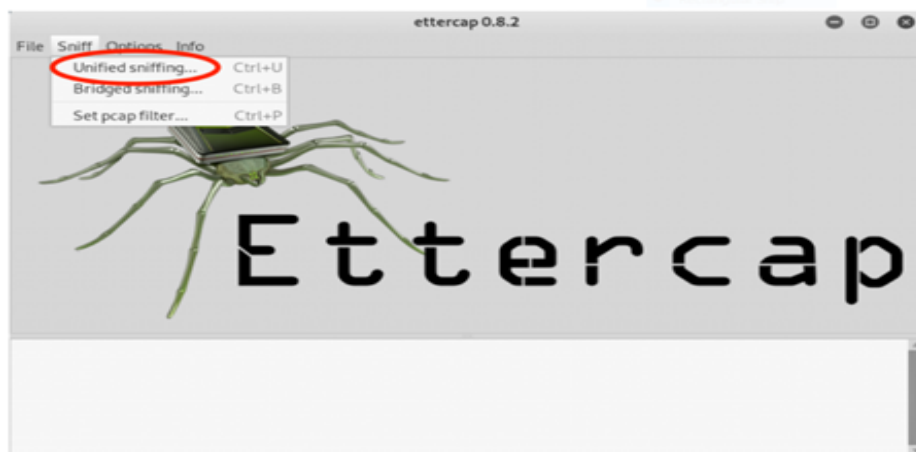 ettercap 0.8.2
File Sniff Options Info
Unified sniffing... Ctrl+U
Bridged sniffing... Ctrl+B
Set pcap filter... Ctrl+P
Ettercap